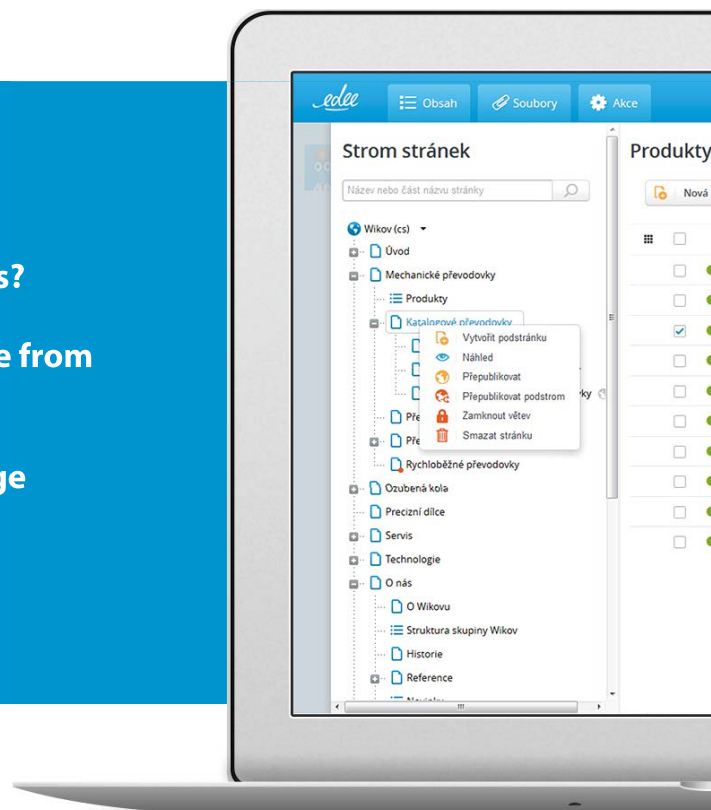 s?
e from
ge
edee
Obsah
Soubory
Akce
Strom stránek
Název nebo část názvu stránky
Wikov (cs)
Úvod
Mechanické převodovky
Produkty
Katalogové převodovky
Vytvořit podstránku
Náhled
Přepublikovat
Přepublikovat podstrom
Zamknout větev
Smazat stránku
vky
Pře
Pře
Rychloběžné převodovky
Ozubená kola
Precizní dílce
Servis
Technologie
O nás
O Wikovu
Struktura skupiny Wikov
Historie
Reference
Novinky
Produkty
Nová